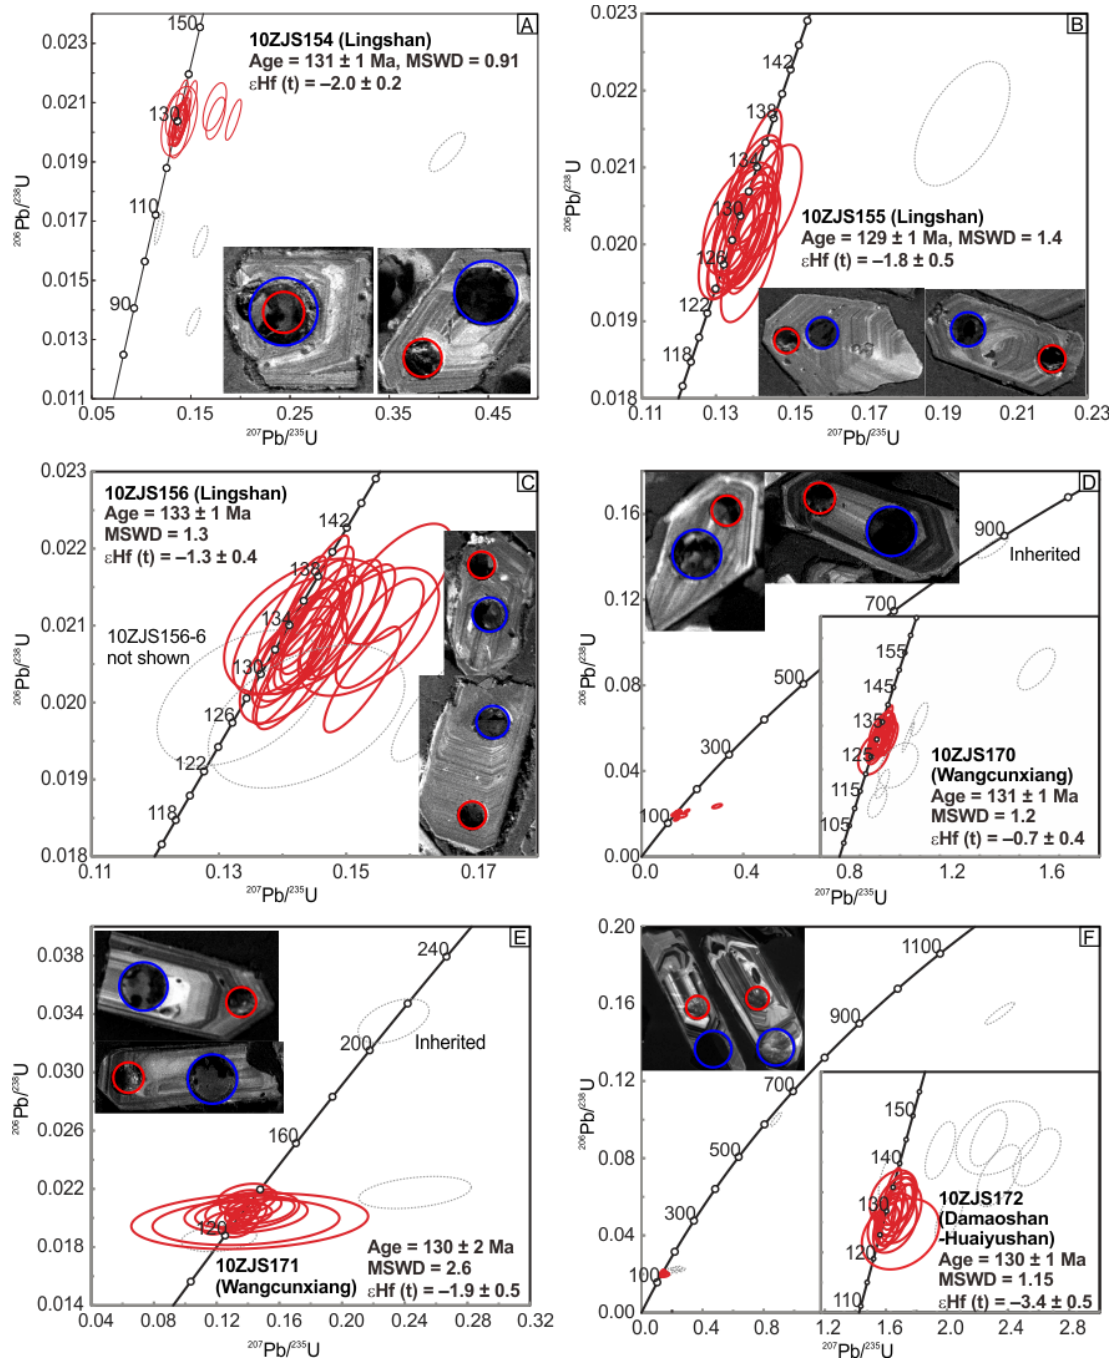 A
10ZJS154 (Lingshan)
Age = 131 ± 1 Ma, MSWD = 0.91
εHf (t) = –2.0 ± 0.2
150
130
110
90
0.023
0.021
0.019
0.017
0.015
0.013
0.011
0.05
0.15
0.25
0.35
0.45
206Pb/238U
207Pb/235U
B
10ZJS155 (Lingshan)
Age = 129 ± 1 Ma, MSWD = 1.4
εHf (t) = –1.8 ± 0.5
142
138
134
130
126
122
118
0.023
0.022
0.021
0.020
0.019
0.018
0.11
0.13
0.15
0.17
0.19
0.21
0.23
206Pb/238U
207Pb/235U
C
10ZJS156 (Lingshan)
Age = 133 ± 1 Ma
MSWD = 1.3
εHf (t) = –1.3 ± 0.4
10ZJS156-6
not shown
142
138
134
130
126
122
118
0.023
0.022
0.021
0.020
0.019
0.018
0.11
0.13
0.15
0.17
206Pb/238U
207Pb/235U
D
900
Inherited
700
500
300
100
155
145
135
125
115
105
10ZJS170
(Wangcunxiang)
Age = 131 ± 1 Ma
MSWD = 1.2
εHf (t) = –0.7 ± 0.4
0.16
0.12
0.08
0.04
0.00
0.0
0.4
0.8
1.2
1.6
206Pb/238U
207Pb/235U
E
240
200
Inherited
160
120
10ZJS171
(Wangcunxiang)
Age = 130 ± 2 Ma
MSWD = 2.6
εHf (t) = –1.9 ± 0.5
0.038
0.034
0.030
0.026
0.022
0.018
0.014
0.04
0.08
0.12
0.16
0.20
0.24
0.28
0.32
206Pb/238U
207Pb/235U
F
1100
900
700
500
300
100
150
140
130
120
110
10ZJS172
(Damaoshan
-Huaiyushan)
Age = 130 ± 1 Ma
MSWD = 1.15
εHf (t) = –3.4 ± 0.5
0.20
0.16
0.12
0.08
0.04
0.00
0.0
0.4
0.8
1.2
1.6
2.0
2.4
2.8
206Pb/238U
207Pb/235U